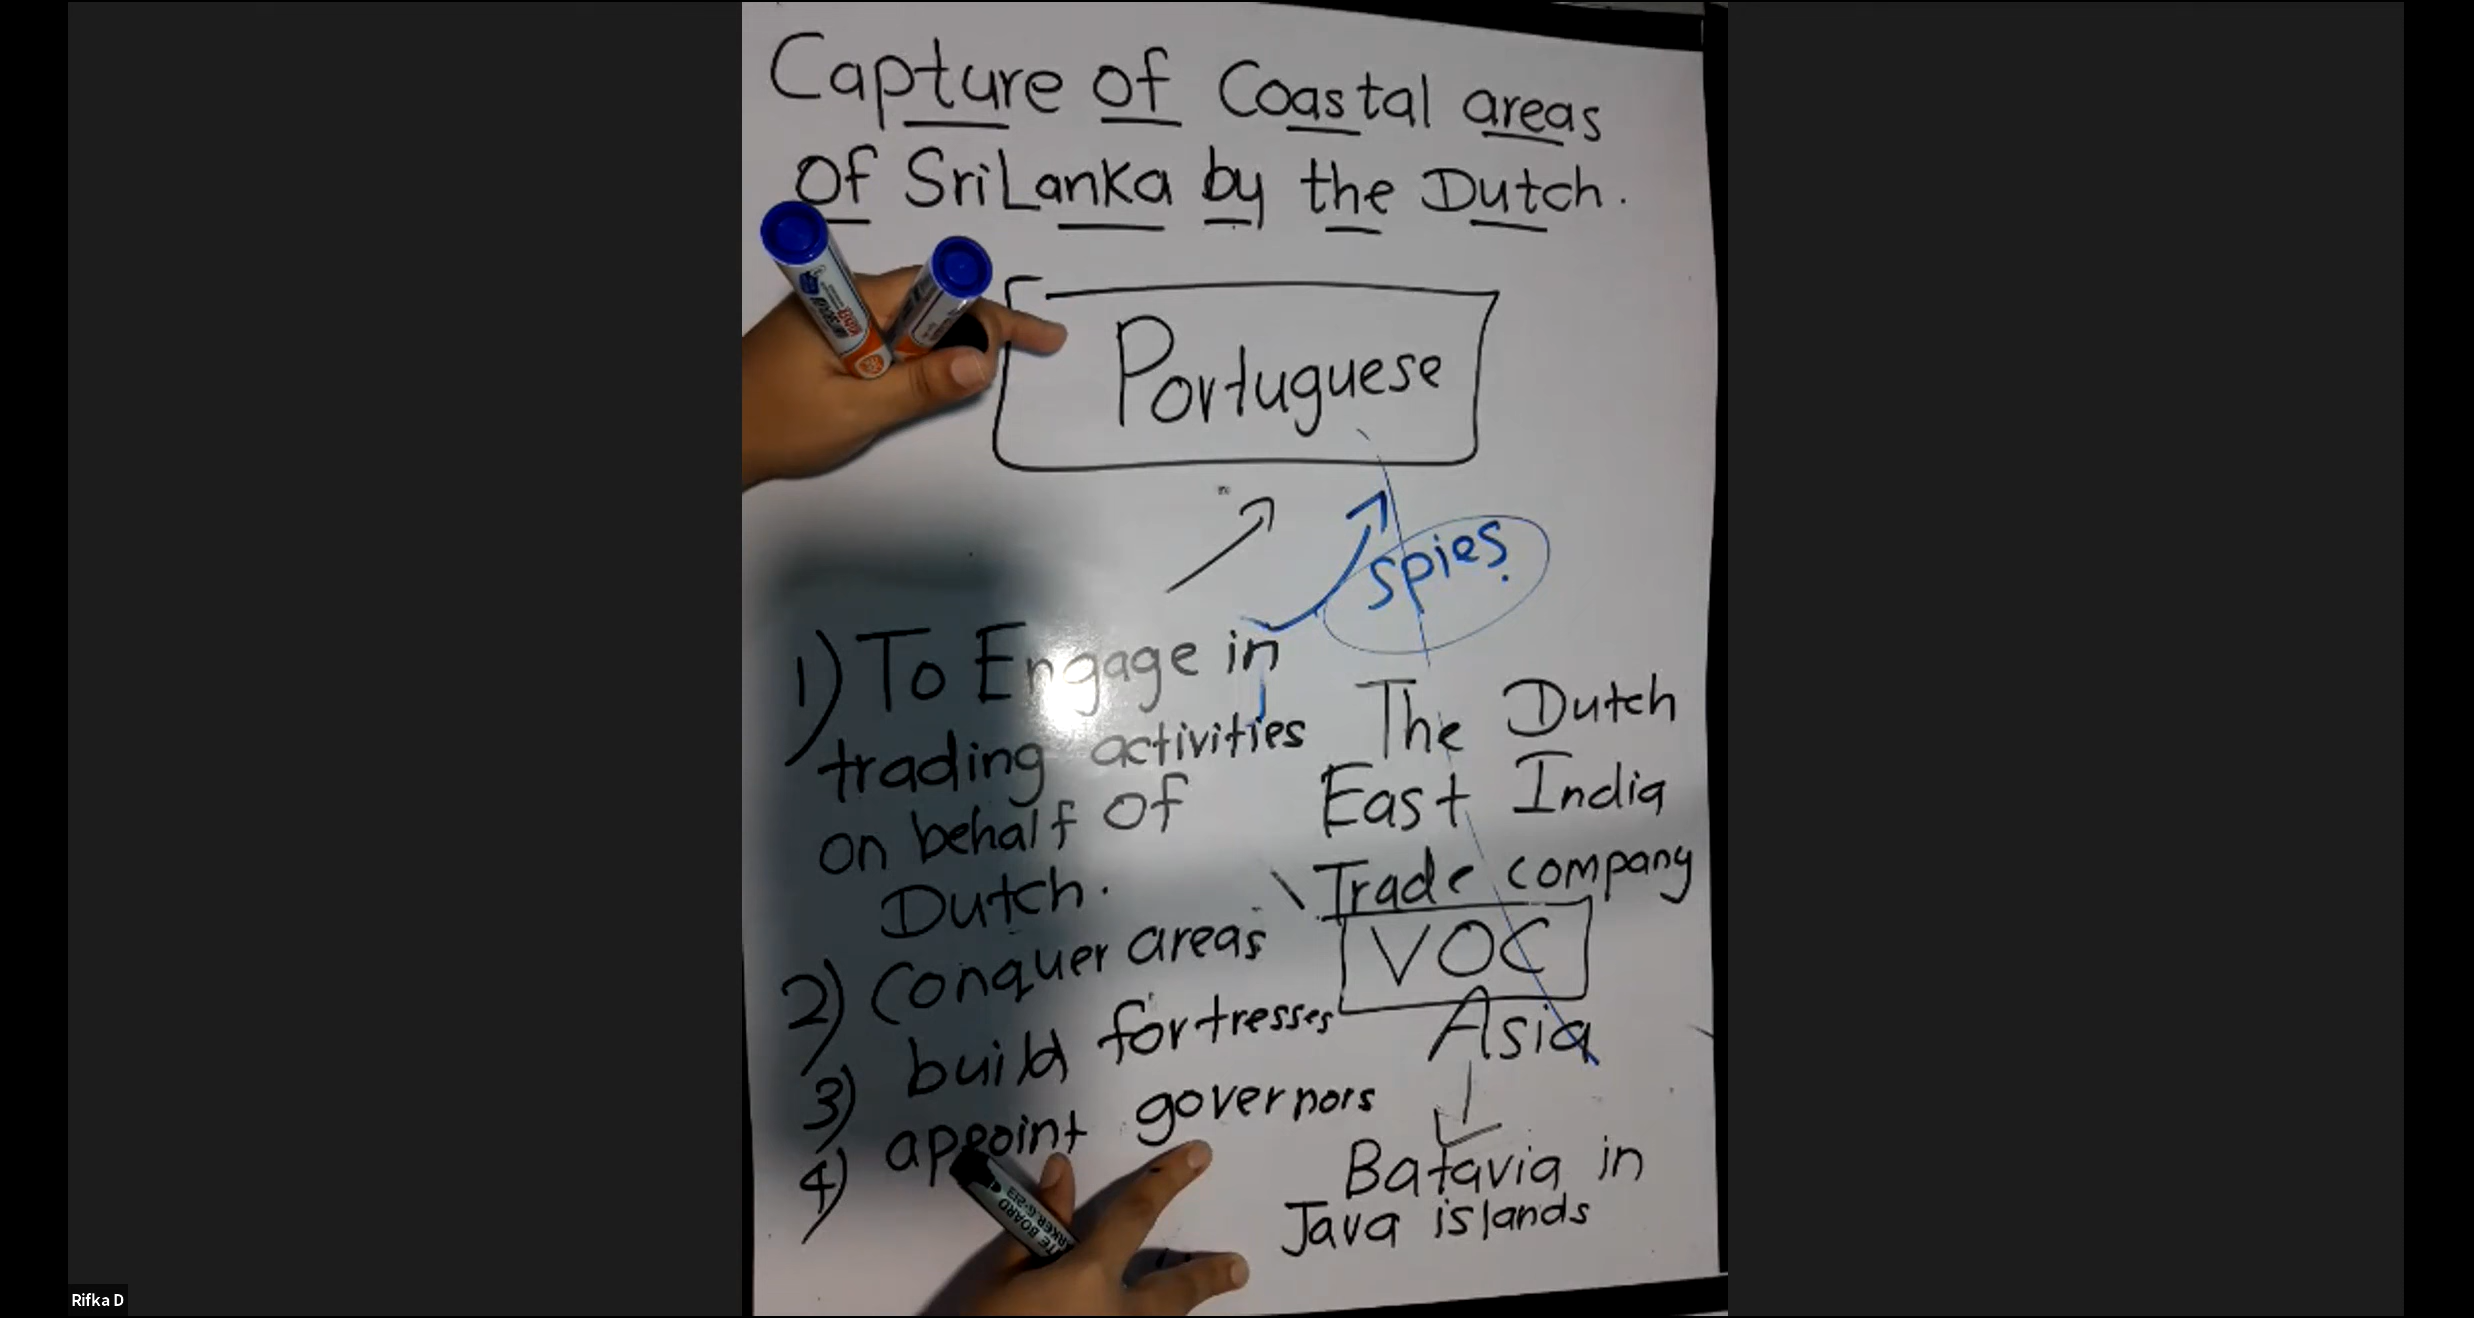 Capture of Coastal areas
of SriLanka by the Dutch.
Portuguese
spies.
1) To Engage in
trading activities
on behalf of
Dutch.
2) Conquer areas
3) build fortresses
4) appoint governors
The Dutch
East India
Trade company
VOC
Asia
Batavia in
Java islands
Rifka D